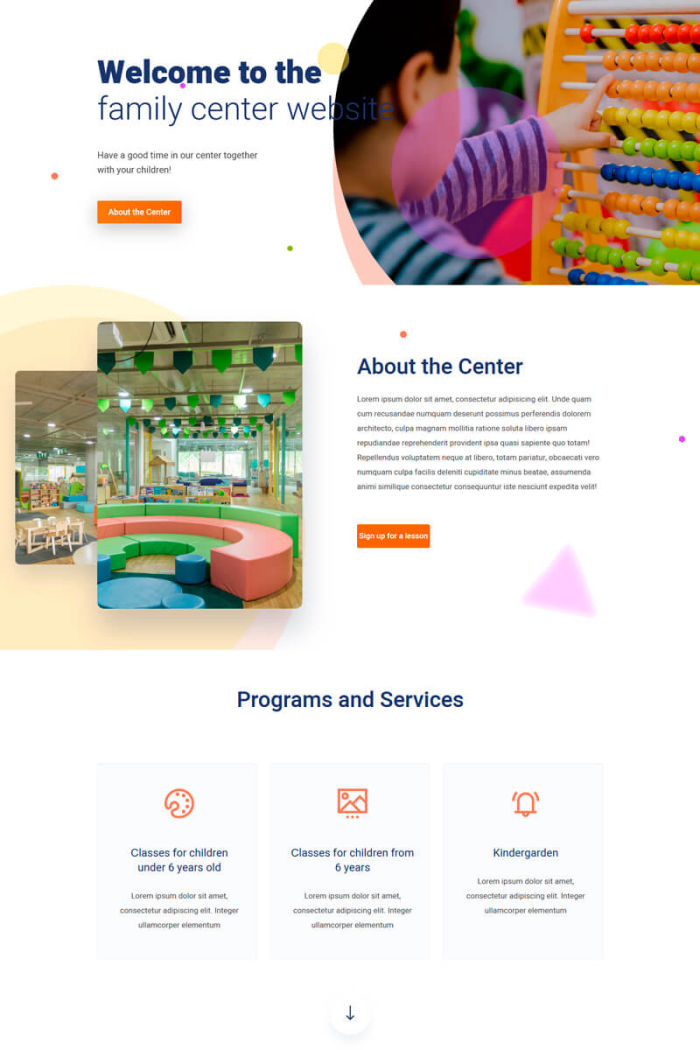 Welcome to the
family center website
Have a good time in our center together
with your children!
About the Center
About the Center
Lorem ipsum dolor sit amet, consectetur adipisicing elit. Unde quam
cum recusandae numquam deserunt possimus perferendis dolorem
architecto, culpa magnam mollitia ratione soluta libero ipsam
repudiandae reprehenderit provident ipsa quasi sapiente quo totam!
Repellendus voluptatem neque at libero, totam pariatur, obcaecati vero
numquam culpa facilis deleniti cupiditate minus beatae, assumenda
animi similique consectetur consequuntur iste nesciunt expedita velit!
Sign up for a lesson
Programs and Services
Classes for children
under 6 years old
Lorem ipsum dolor sit amet,
consectetur adipiscing elit. Integer
ullamcorper elementum
Classes for children from
6 years
Lorem ipsum dolor sit amet,
consectetur adipiscing elit. Integer
ullamcorper elementum
Kindergarden
Lorem ipsum dolor sit amet,
consectetur adipiscing elit. Integer
ullamcorper elementum